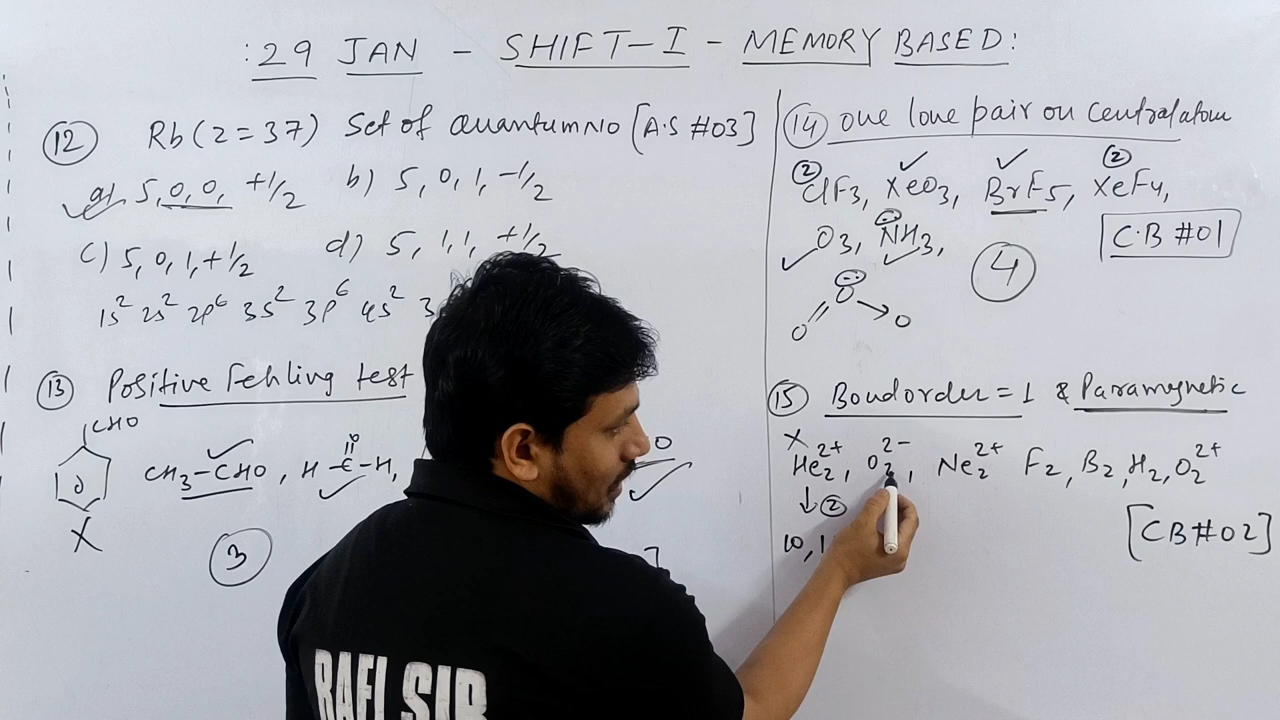 : 29 JAN - SHIFT-I - MEMORY BASED :
12 Rb(Z=37) Set of quantum no [A.S #03]
a) 5, 0, 0, +1/2 b) 5, 0, 1, -1/2
c) 5, 0, 1, +1/2 d) 5, 1, 1, +1/2
1s² 2s² 2p⁶ 3s² 3p⁶ 4s² 3
13 Positive Fehling test
CHO
CH3-CHO, H-C-H,
O
X
3
14 one lone pair on central atom
2 2
ClF3, XeO3, BrF5, XeF4,
O3, NH3,
C.B #01
4
O
O O
15 Bond order = 1 & Paramagnetic
X
He₂²⁺, O₂²⁻, Ne₂²⁺ F₂, B₂, H₂, O₂²⁺
↓ 2
10, 1
[CB#02]
RAFI SIR